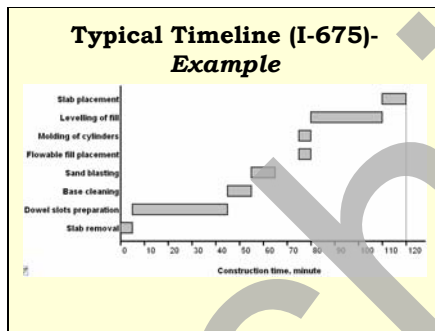 Typical Timeline (I-675)-
Example
Slab placement
Levelling of fill
Molding of cylinders
Flowable fill placement
Sand blasting
Base cleaning
Dowel slots preparation
Slab removal
0 10 20 30 40 50 60 70 80 90 100 110 120
Construction time, minute